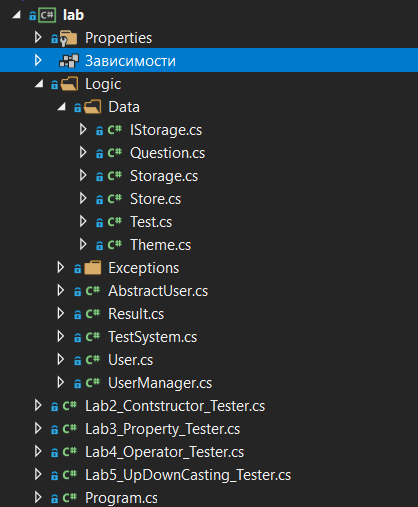 C# lab
Properties
Зависимости
Logic
Data
C# IStorage.cs
C# Question.cs
C# Storage.cs
C# Store.cs
C# Test.cs
C# Theme.cs
Exceptions
C# AbstractUser.cs
C# Result.cs
C# TestSystem.cs
C# User.cs
C# UserManager.cs
C# Lab2_Contstructor_Tester.cs
C# Lab3_Property_Tester.cs
C# Lab4_Operator_Tester.cs
C# Lab5_UpDownCasting_Tester.cs
C# Program.cs